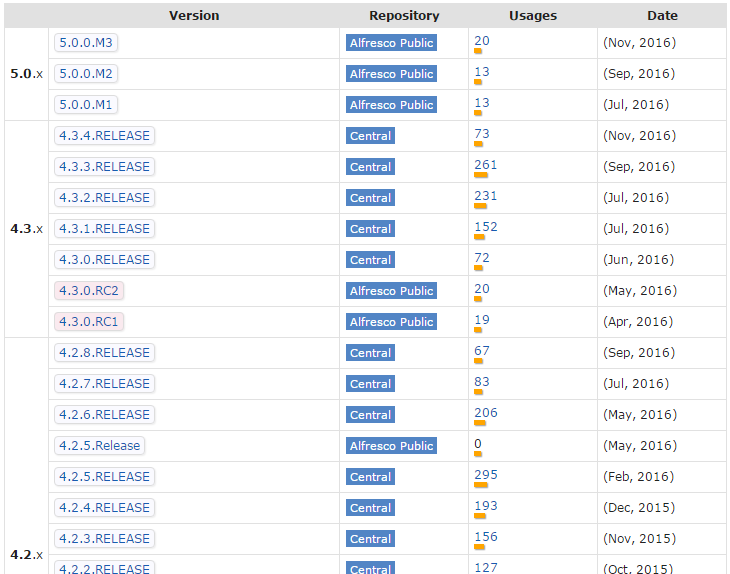 Version Repository Usages Date
5.0.x
5.0.0.M3 Alfresco Public 20 (Nov, 2016)
5.0.0.M2 Alfresco Public 13 (Sep, 2016)
5.0.0.M1 Alfresco Public 13 (Jul, 2016)
4.3.x
4.3.4.RELEASE Central 73 (Nov, 2016)
4.3.3.RELEASE Central 261 (Sep, 2016)
4.3.2.RELEASE Central 231 (Jul, 2016)
4.3.1.RELEASE Central 152 (Jul, 2016)
4.3.0.RELEASE Central 72 (Jun, 2016)
4.3.0.RC2 Alfresco Public 20 (May, 2016)
4.3.0.RC1 Alfresco Public 19 (Apr, 2016)
4.2.x
4.2.8.RELEASE Central 67 (Sep, 2016)
4.2.7.RELEASE Central 83 (Jul, 2016)
4.2.6.RELEASE Central 206 (May, 2016)
4.2.5.Release Alfresco Public 0 (May, 2016)
4.2.5.RELEASE Central 295 (Feb, 2016)
4.2.4.RELEASE Central 193 (Dec, 2015)
4.2.3.RELEASE Central 156 (Nov, 2015)
4.2.2.RELEASE Central 127 (Oct, 2015)